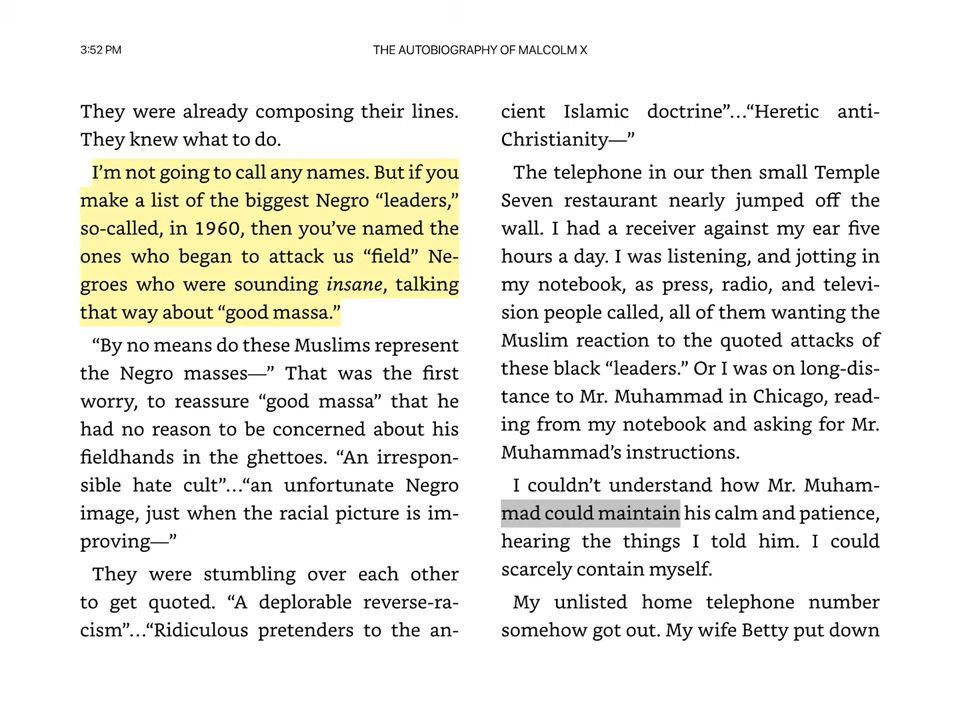 3:52 PM
THE AUTOBIOGRAPHY OF MALCOLM X
They were already composing their lines.
They knew what to do.
I’m not going to call any names. But if you
make a list of the biggest Negro “leaders,”
so-called, in 1960, then you’ve named the
ones who began to attack us “field” Ne-
groes who were sounding insane, talking
that way about “good massa.”
“By no means do these Muslims represent
the Negro masses—” That was the first
worry, to reassure “good massa” that he
had no reason to be concerned about his
fieldhands in the ghettoes. “An irrespon-
sible hate cult”…“an unfortunate Negro
image, just when the racial picture is im-
proving—”
They were stumbling over each other
to get quoted. “A deplorable reverse-ra-
cism”…“Ridiculous pretenders to the an-
cient Islamic doctrine”…“Heretic anti-
Christianity—”
The telephone in our then small Temple
Seven restaurant nearly jumped off the
wall. I had a receiver against my ear five
hours a day. I was listening, and jotting in
my notebook, as press, radio, and televi-
sion people called, all of them wanting the
Muslim reaction to the quoted attacks of
these black “leaders.” Or I was on long-dis-
tance to Mr. Muhammad in Chicago, read-
ing from my notebook and asking for Mr.
Muhammad’s instructions.
I couldn’t understand how Mr. Muham-
mad could maintain his calm and patience,
hearing the things I told him. I could
scarcely contain myself.
My unlisted home telephone number
somehow got out. My wife Betty put down